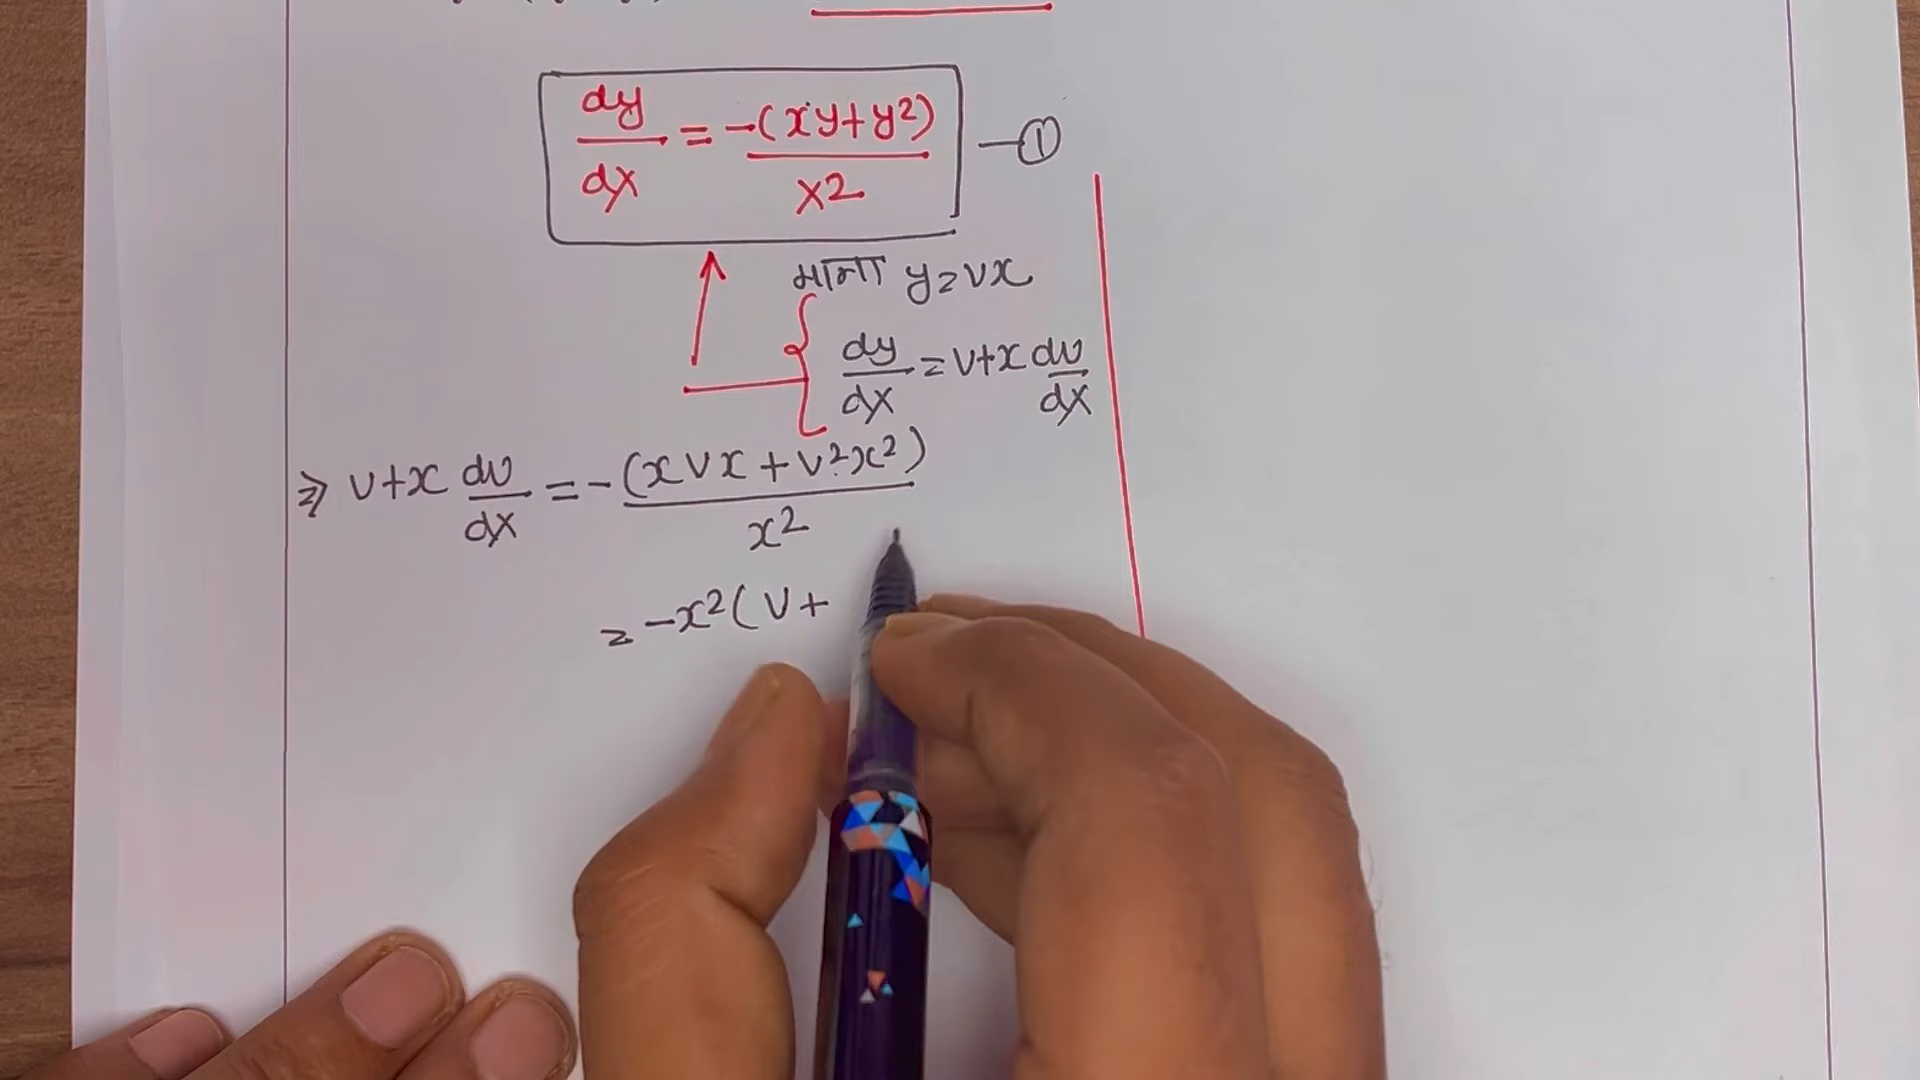 dy/dx = -(xy+y²)/x² —①
माना y=vx
dy/dx = v+x dv/dx
⇒ v+x dv/dx = -(xvx+v²x²)/x²
= -x²(v+